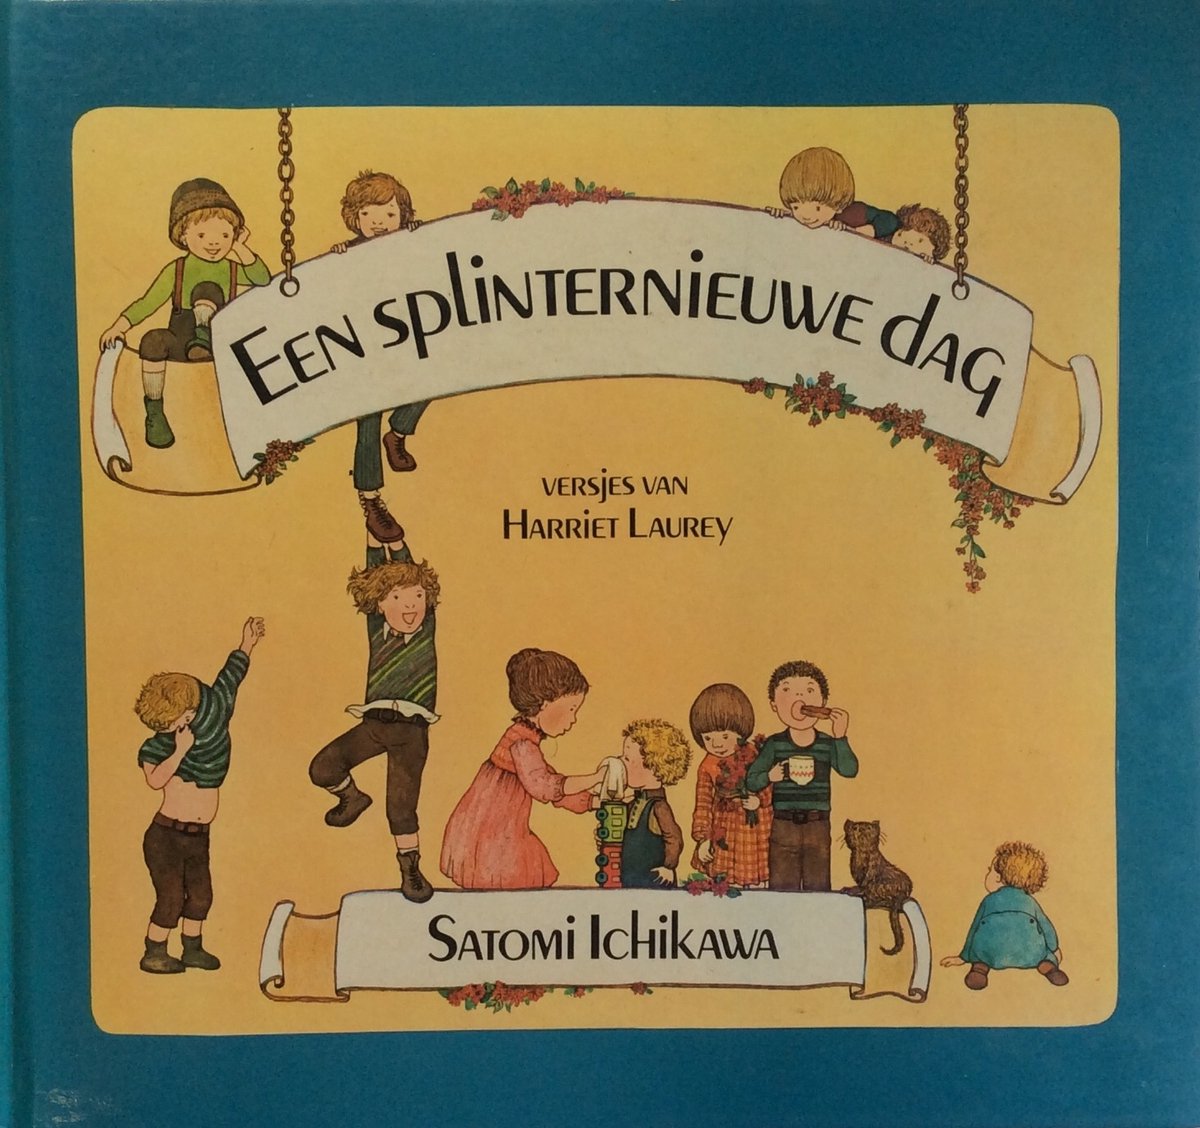 Een splinternieuwe dag
versjes van
Harriet Laurey
Satomi Ichikawa